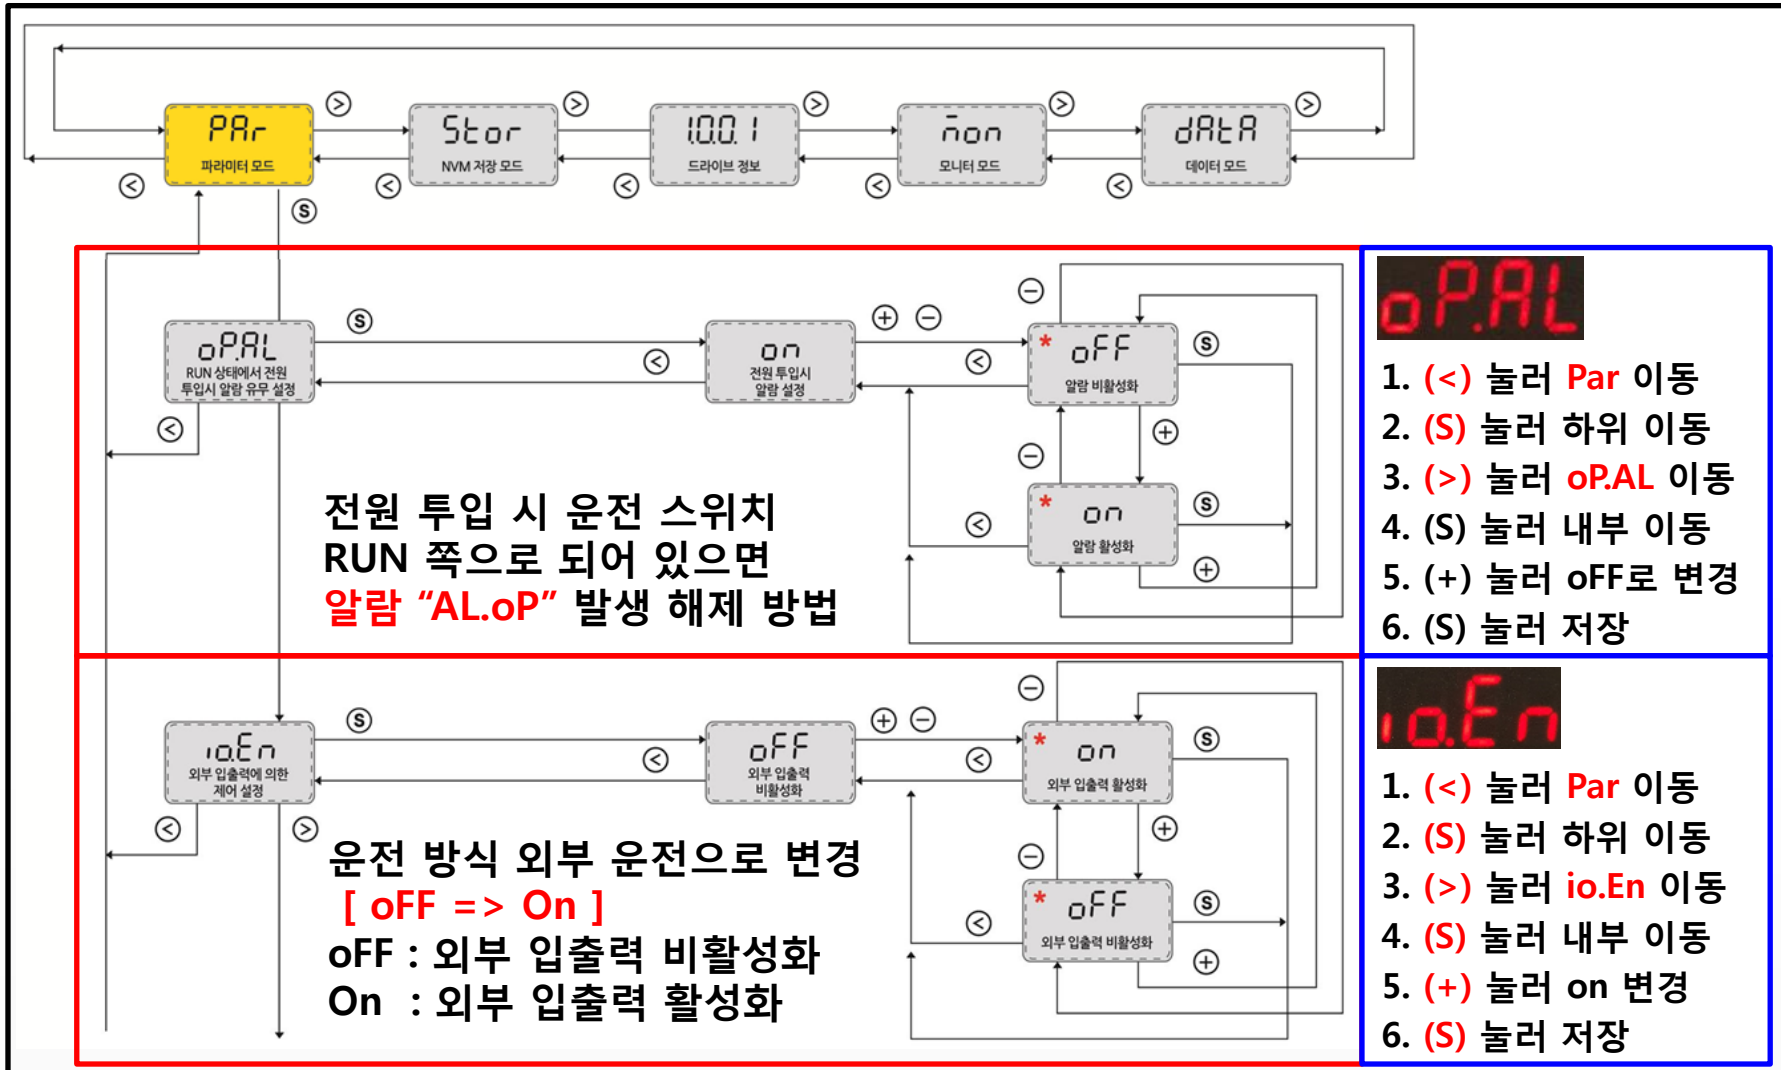 PAr
파라미터 모드
Stor
NVM 저장 모드
1.0.0.1
드라이브 정보
non
모니터 모드
dAtA
데이터 모드
> > > > >
< < < < <
S
oP.AL
RUN 상태에서 전원
투입시 알람 유무 설정
S
<
<
on
전원 투입시
알람 설정
+ -
<
-
* oFF
알람 비활성화
S
+
-
* on
알람 활성화
S
<
+
전원 투입 시 운전 스위치
RUN 쪽으로 되어 있으면
알람 “AL.oP” 발생 해제 방법
oP.AL
1. (<) 눌러 Par 이동
2. (S) 눌러 하위 이동
3. (>) 눌러 oP.AL 이동
4. (S) 눌러 내부 이동
5. (+) 눌러 oFF로 변경
6. (S) 눌러 저장
io.En
외부 입출력에 의한
제어 설정
S
<
< >
oFF
외부 입출력
비활성화
+ -
<
-
* on
외부 입출력 활성화
S
+
-
* oFF
외부 입출력 비활성화
S
<
+
운전 방식 외부 운전으로 변경
[ oFF => On ]
oFF : 외부 입출력 비활성화
On : 외부 입출력 활성화
io.En
1. (<) 눌러 Par 이동
2. (S) 눌러 하위 이동
3. (>) 눌러 io.En 이동
4. (S) 눌러 내부 이동
5. (+) 눌러 on 변경
6. (S) 눌러 저장